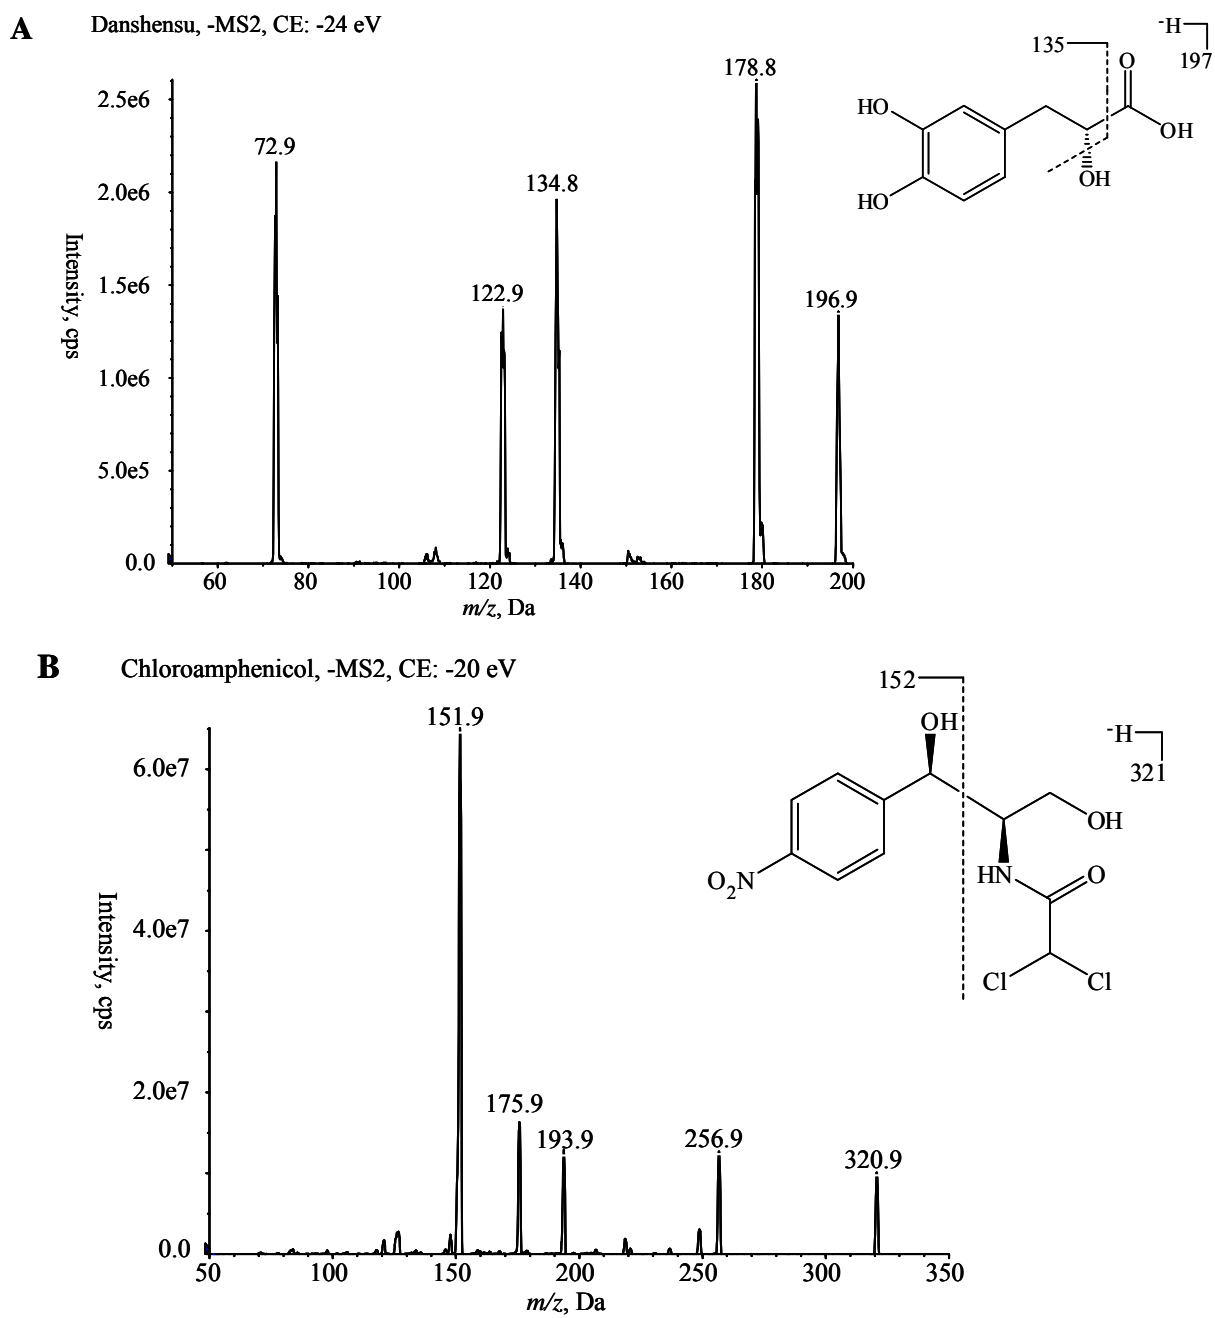 A
Danshensu, -MS2, CE: -24 eV
-H
197
135
O
HO
OH
OH
HO
178.8
72.9
134.8
122.9
196.9
2.5e6
2.0e6
1.5e6
1.0e6
5.0e5
0.0
Intensity, cps
60 80 100 120 140 160 180 200
m/z, Da
B
Chloroamphenicol, -MS2, CE: -20 eV
152
OH
-H
321
OH
O2N
HN
O
Cl
Cl
151.9
175.9
193.9
256.9
320.9
6.0e7
4.0e7
2.0e7
0.0
Intensity, cps
50 100 150 200 250 300 350
m/z, Da